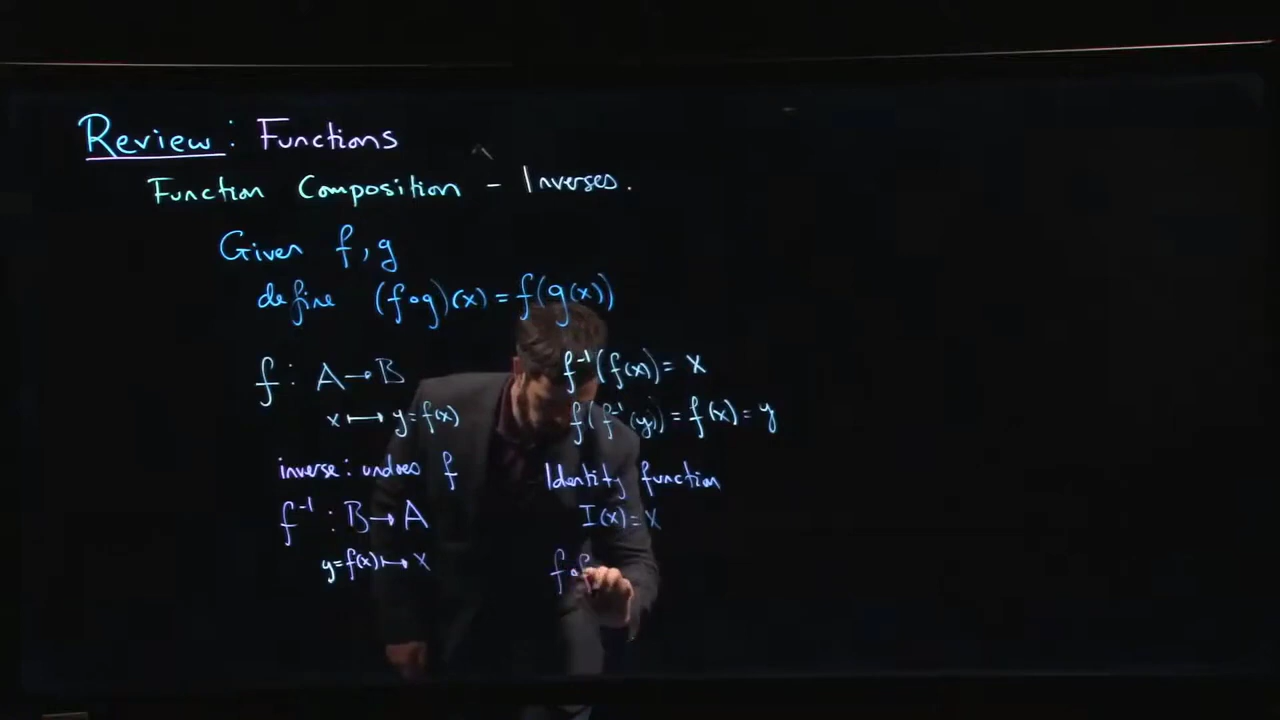 Review: Functions
Function Composition - Inverses.
Given f, g
define (f∘g)(x) = f(g(x))
f: A → B
x ↦ y = f(x)
inverse: undoes f
f⁻¹: B → A
y = f(x) ↦ x
f⁻¹(f(x)) = x
f(f⁻¹(y)) = f(x) = y
Identity function
I(x) = x
f∘f